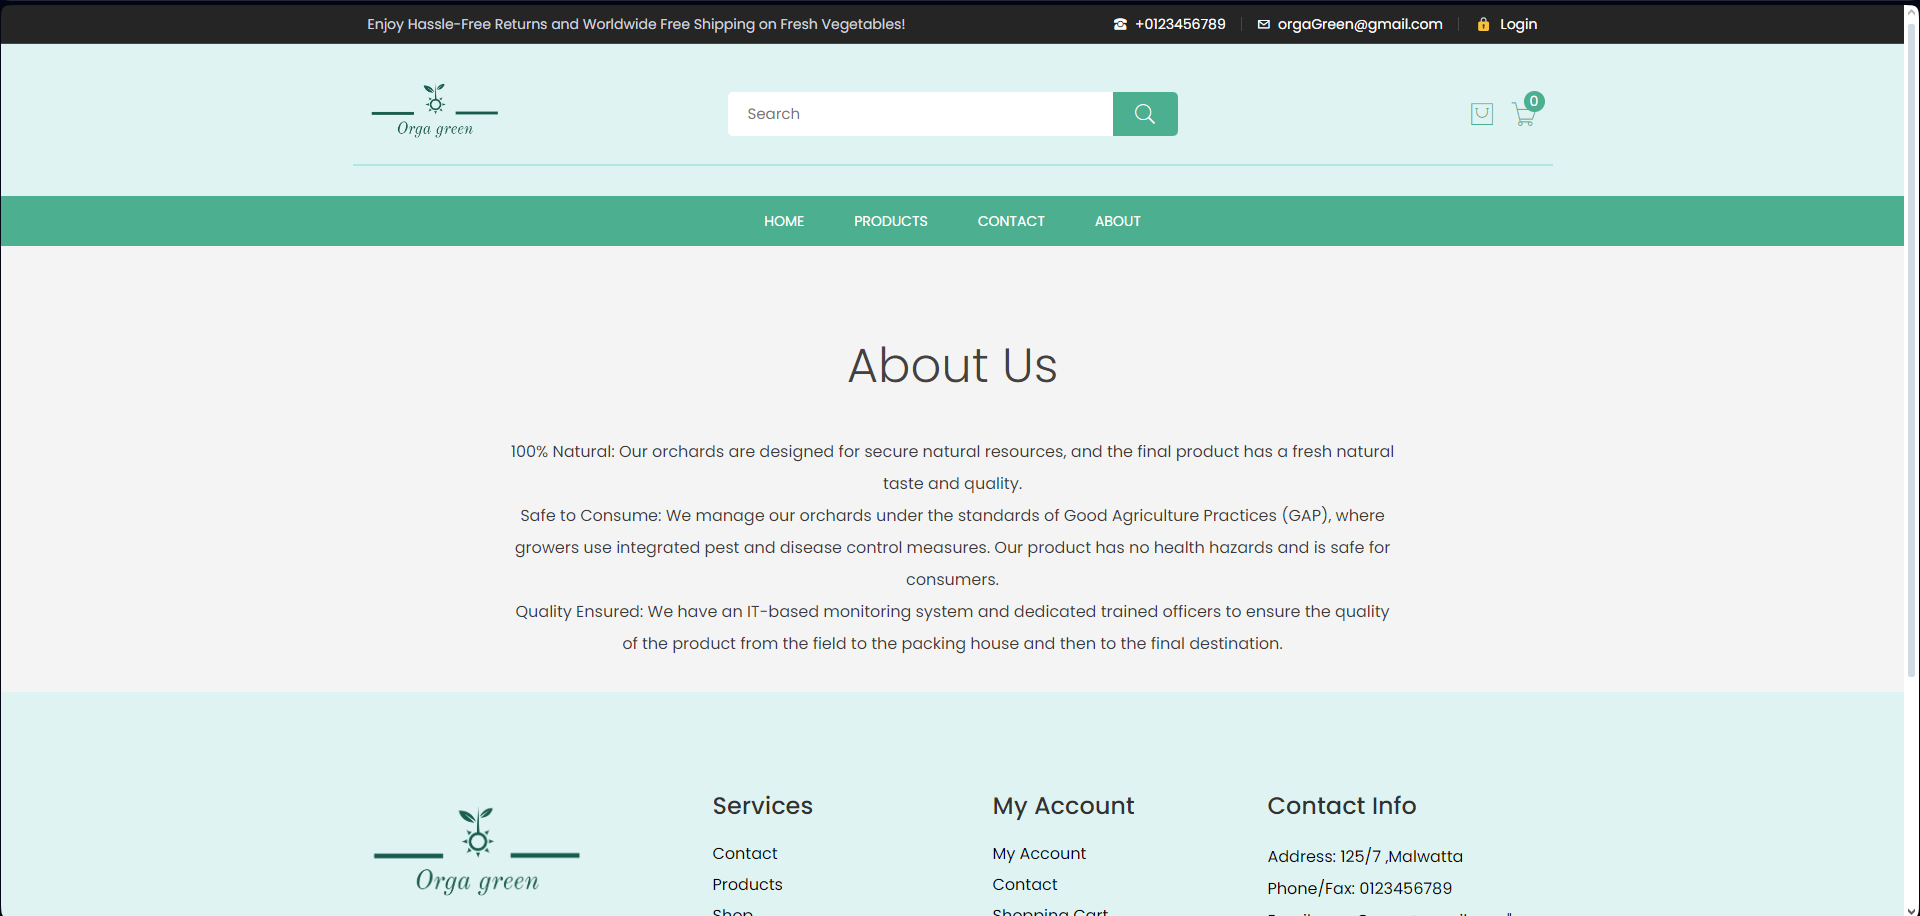 Enjoy Hassle-Free Returns and Worldwide Free Shipping on Fresh Vegetables!
+0123456789
orgaGreen@gmail.com
Login
Orga green
Search
0
HOME
PRODUCTS
CONTACT
ABOUT
About Us
100% Natural: Our orchards are designed for secure natural resources, and the final product has a fresh natural
taste and quality.
Safe to Consume: We manage our orchards under the standards of Good Agriculture Practices (GAP), where
growers use integrated pest and disease control measures. Our product has no health hazards and is safe for
consumers.
Quality Ensured: We have an IT-based monitoring system and dedicated trained officers to ensure the quality
of the product from the field to the packing house and then to the final destination.
Orga green
Services
Contact
Products
Shop
My Account
My Account
Contact
Shopping Cart
Contact Info
Address: 125/7 ,Malwatta
Phone/Fax: 0123456789